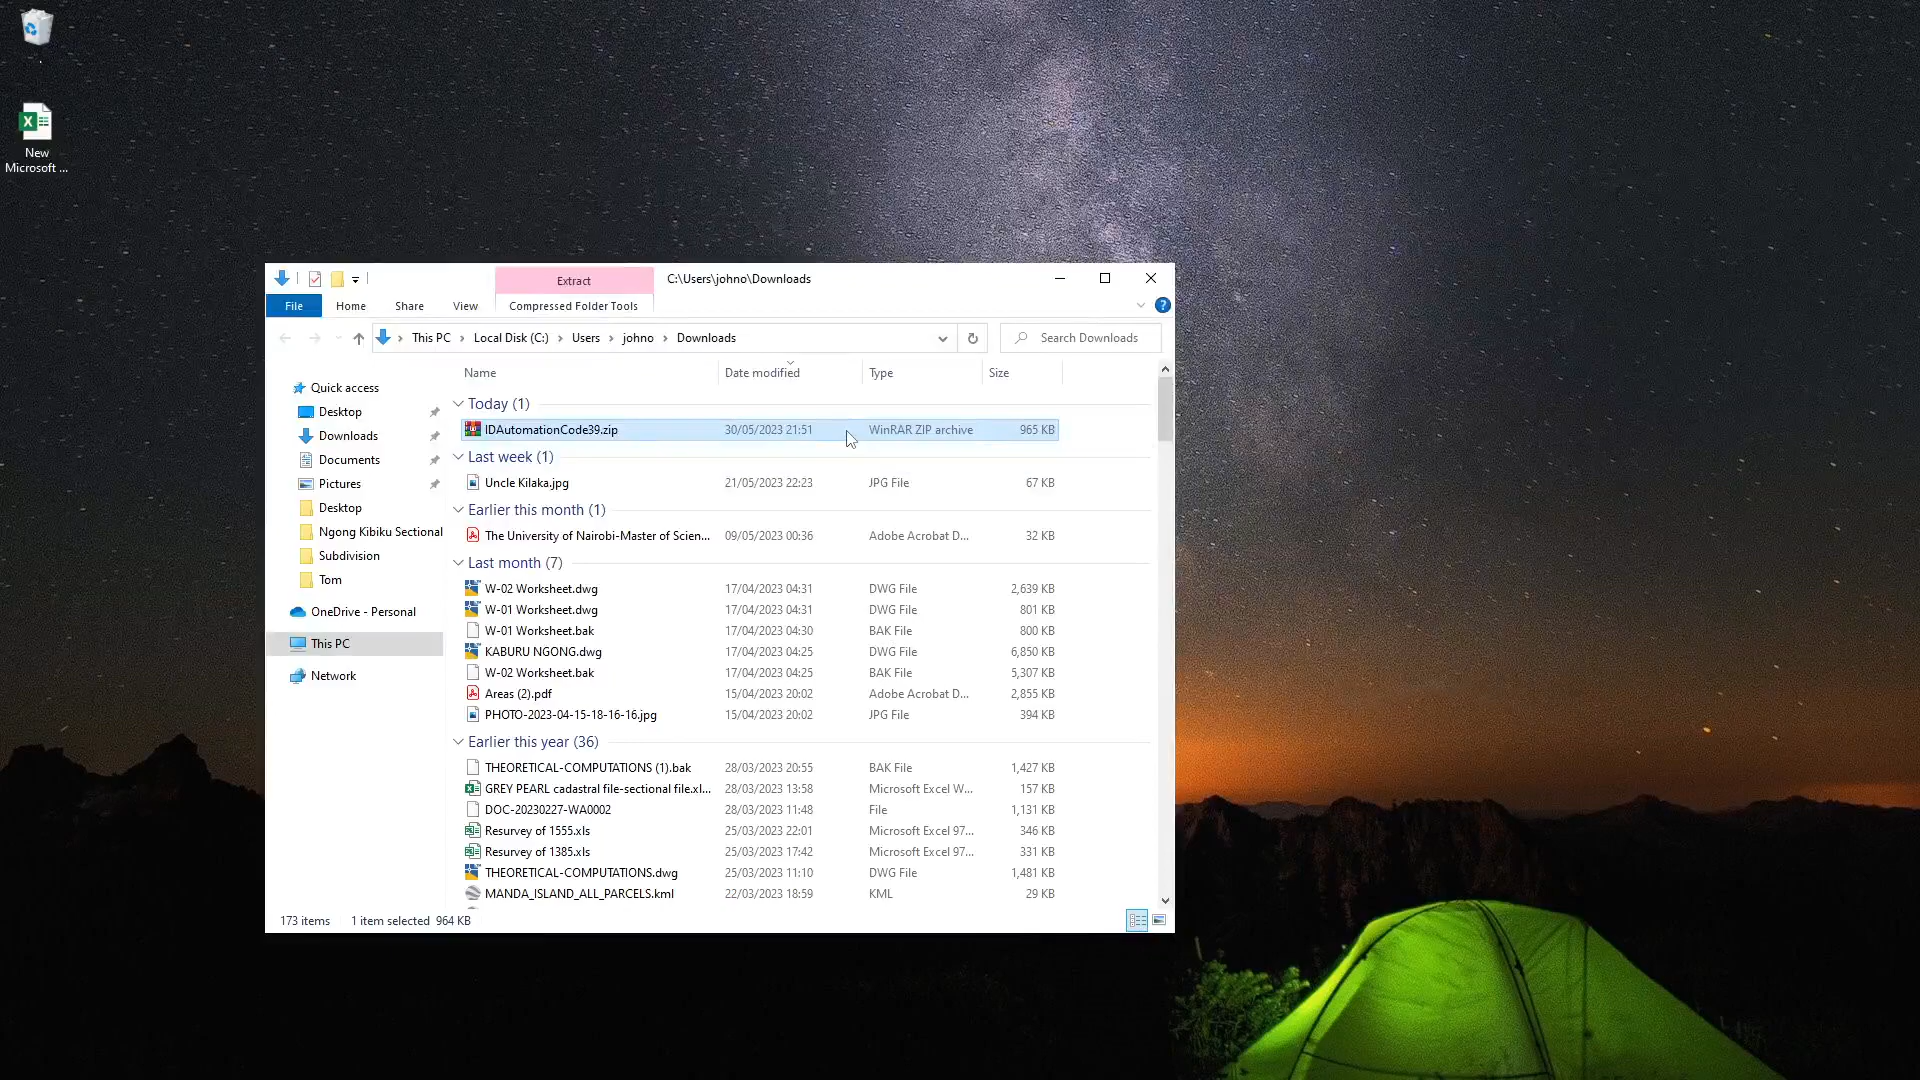 New
Microsoft ...
Extract
C:\Users\johno\Downloads
File
Home
Share
View
Compressed Folder Tools
This PC > Local Disk (C:) > Users > johno > Downloads
Search Downloads
Name
Date modified
Type
Size
Quick access
Desktop
Downloads
Documents
Pictures
Desktop
Ngong Kibiku Sectional
Subdivision
Tom
OneDrive - Personal
This PC
Network
Today (1)
IDAutomationCode39.zip 30/05/2023 21:51 WinRAR ZIP archive 965 KB
Last week (1)
Uncle Kilaka.jpg 21/05/2023 22:23 JPG File 67 KB
Earlier this month (1)
The University of Nairobi-Master of Scien... 09/05/2023 00:36 Adobe Acrobat D... 32 KB
Last month (7)
W-02 Worksheet.dwg 17/04/2023 04:31 DWG File 2,639 KB
W-01 Worksheet.dwg 17/04/2023 04:31 DWG File 801 KB
W-01 Worksheet.bak 17/04/2023 04:30 BAK File 800 KB
KABURU NGONG.dwg 17/04/2023 04:25 DWG File 6,850 KB
W-02 Worksheet.bak 17/04/2023 04:25 BAK File 5,307 KB
Areas (2).pdf 15/04/2023 20:02 Adobe Acrobat D... 2,855 KB
PHOTO-2023-04-15-18-16-16.jpg 15/04/2023 20:02 JPG File 394 KB
Earlier this year (36)
THEORETICAL-COMPUTATIONS (1).bak 28/03/2023 20:55 BAK File 1,427 KB
GREY PEARL cadastral file-sectional file.xl... 28/03/2023 13:58 Microsoft Excel W... 157 KB
DOC-20230227-WA0002 28/03/2023 11:48 File 1,131 KB
Resurvey of 1555.xls 25/03/2023 22:01 Microsoft Excel 97... 346 KB
Resurvey of 1385.xls 25/03/2023 17:42 Microsoft Excel 97... 331 KB
THEORETICAL-COMPUTATIONS.dwg 25/03/2023 11:10 DWG File 1,481 KB
MANDA_ISLAND_ALL_PARCELS.kml 22/03/2023 18:59 KML 29 KB
173 items
1 item selected 964 KB